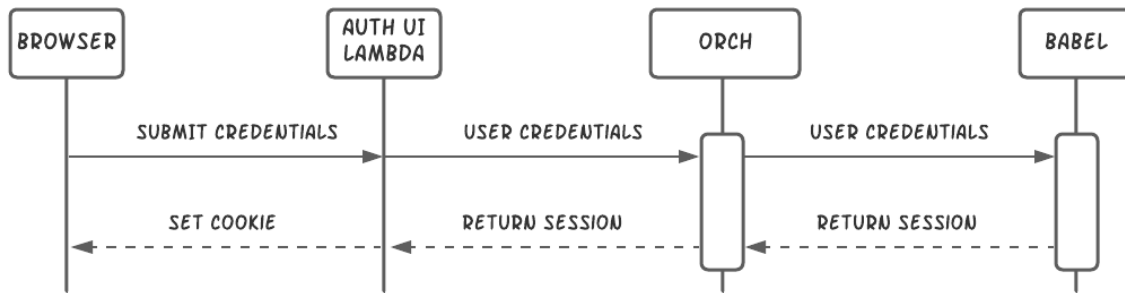 BROWSER
AUTH UI
LAMBDA
ORCH
BABEL
SUBMIT CREDENTIALS
USER CREDENTIALS
USER CREDENTIALS
SET COOKIE
RETURN SESSION
RETURN SESSION